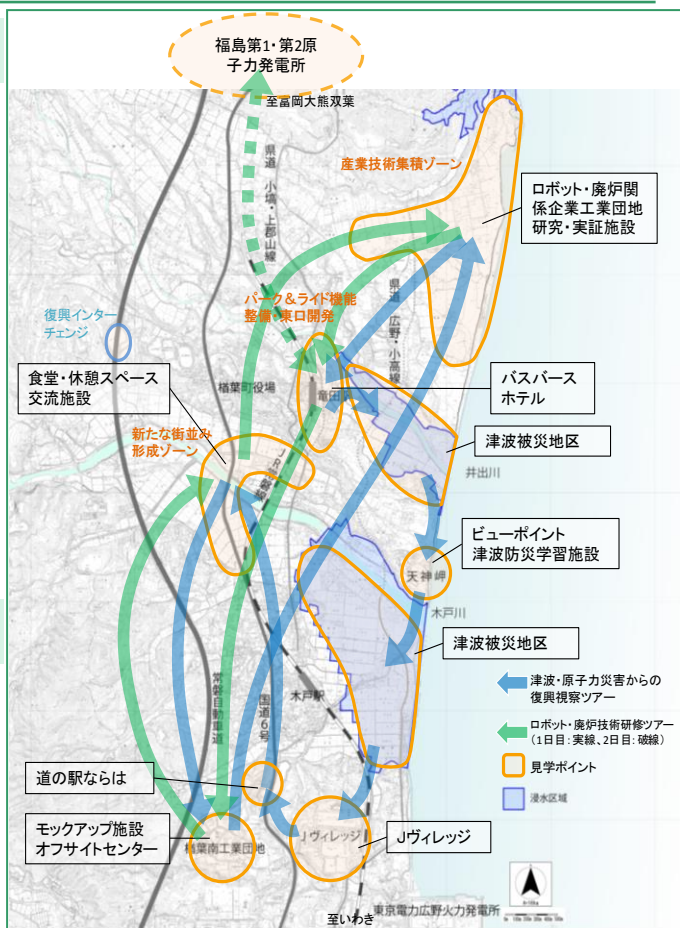 福島第1・第2原
子力発電所
至富岡大熊双葉
県道 小塙・上郡山線
産業技術集積ゾーン
ロボット・廃炉関
係企業工業団地
研究・実証施設
パーク&ライド機能
整備・東口開発
県道 広野・小高線
復興インター
チェンジ
食堂・休憩スペース
交流施設
楢葉町役場
竜田駅
バスバース
ホテル
新たな街並み
形成ゾーン
JR常磐線
津波被災地区
井出川
ビューポイント
津波防災学習施設
天神岬
木戸川
津波被災地区
津波・原子力災害からの
復興視察ツアー
常磐自動車道
国道6号
木戸駅
ロボット・廃炉技術研修ツアー
(1日目:実線、2日目:破線)
見学ポイント
浸水区域
道の駅ならは
モックアップ施設
オフサイトセンター
楢葉南工業団地
Jヴィレッジ
Jヴィレッジ
東京電力広野火力発電所
至いわき